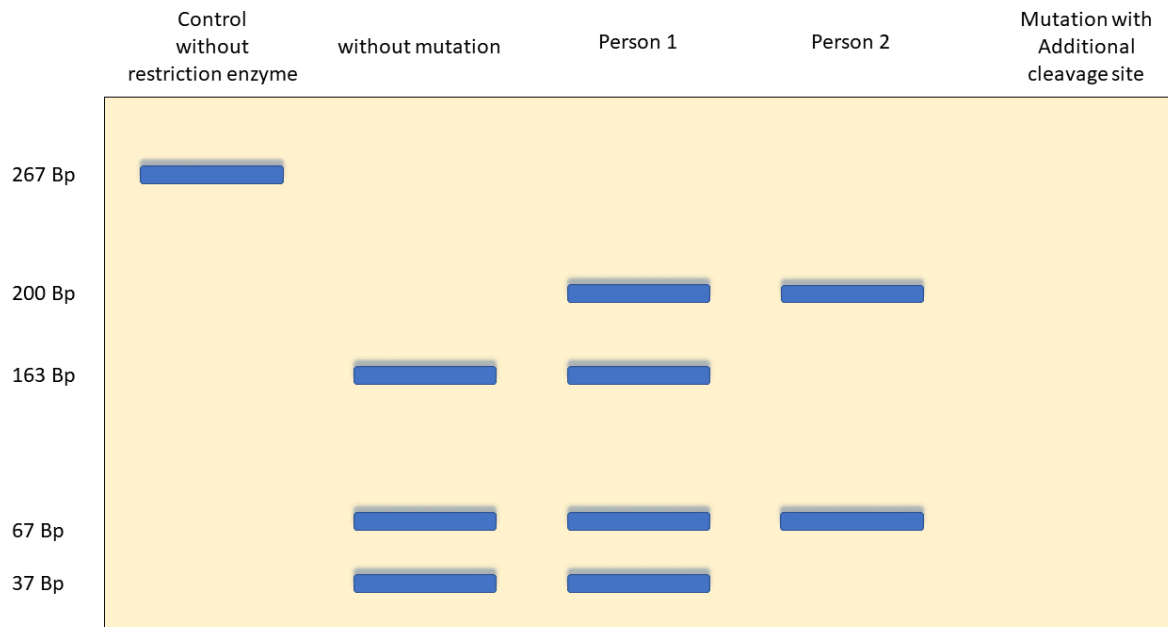 Control
without
restriction enzyme
without mutation
Person 1
Person 2
Mutation with
Additional
cleavage site
267 Bp
200 Bp
163 Bp
67 Bp
37 Bp